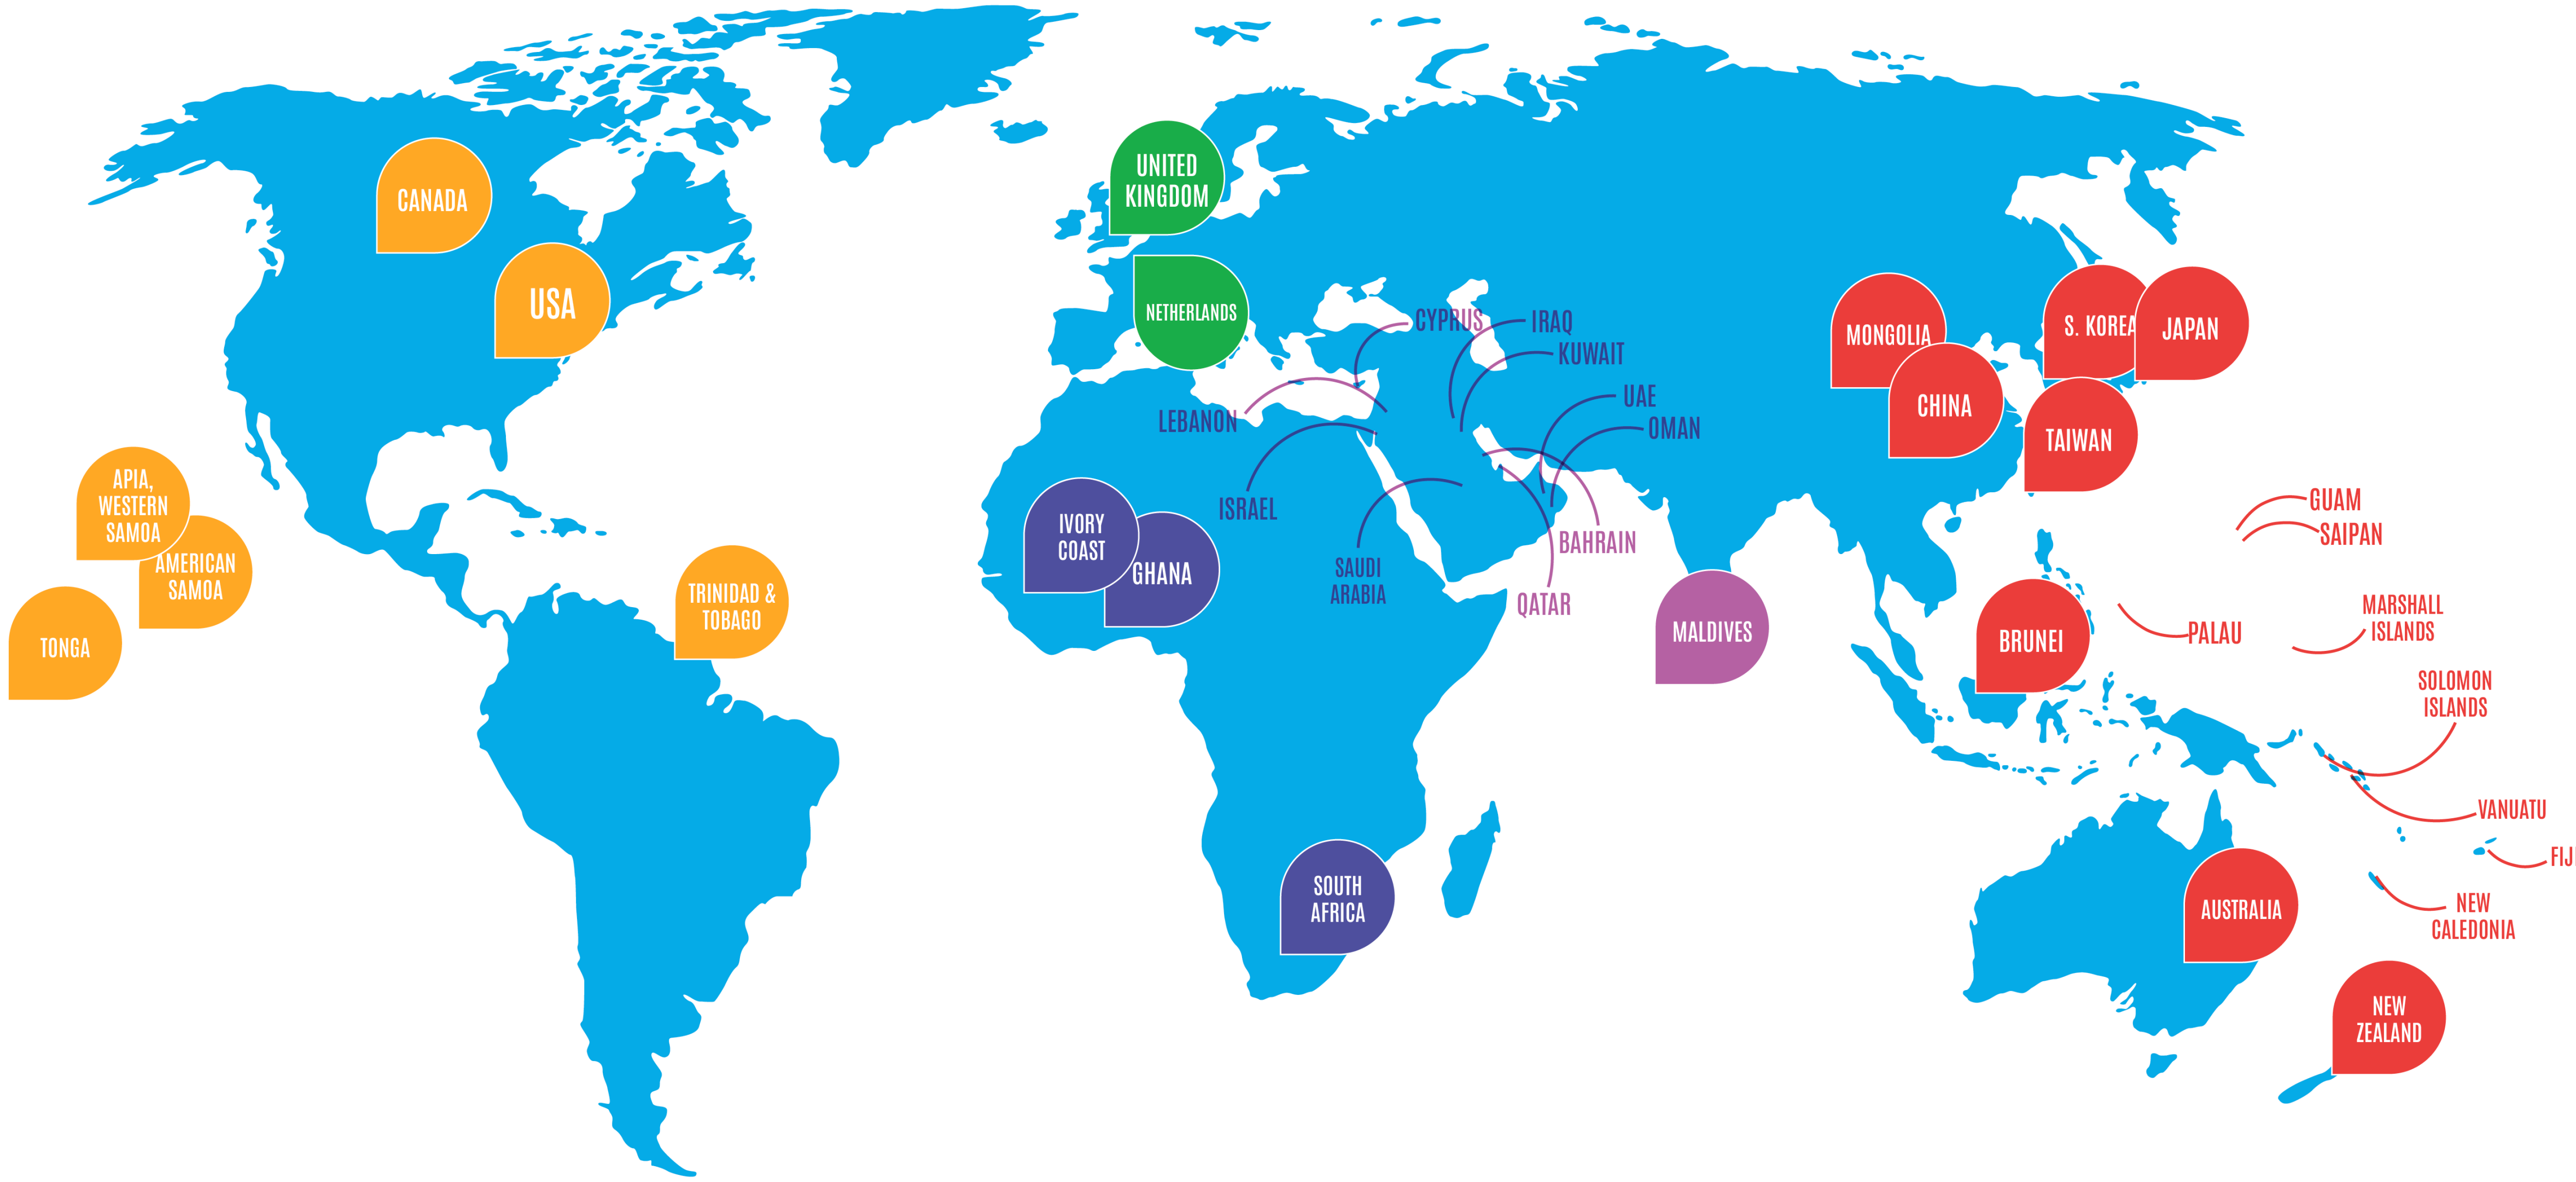 CANADA
USA
APIA,
WESTERN
SAMOA
AMERICAN
SAMOA
TONGA
TRINIDAD &
TOBAGO
UNITED
KINGDOM
NETHERLANDS
CYPRUS
IRAQ
KUWAIT
UAE
OMAN
LEBANON
ISRAEL
SAUDI
ARABIA
BAHRAIN
QATAR
IVORY
COAST
GHANA
SOUTH
AFRICA
MALDIVES
MONGOLIA
CHINA
S. KOREA
JAPAN
TAIWAN
BRUNEI
GUAM
SAIPAN
PALAU
MARSHALL
ISLANDS
SOLOMON
ISLANDS
VANUATU
FIJ
NEW
CALEDONIA
AUSTRALIA
NEW
ZEALAND